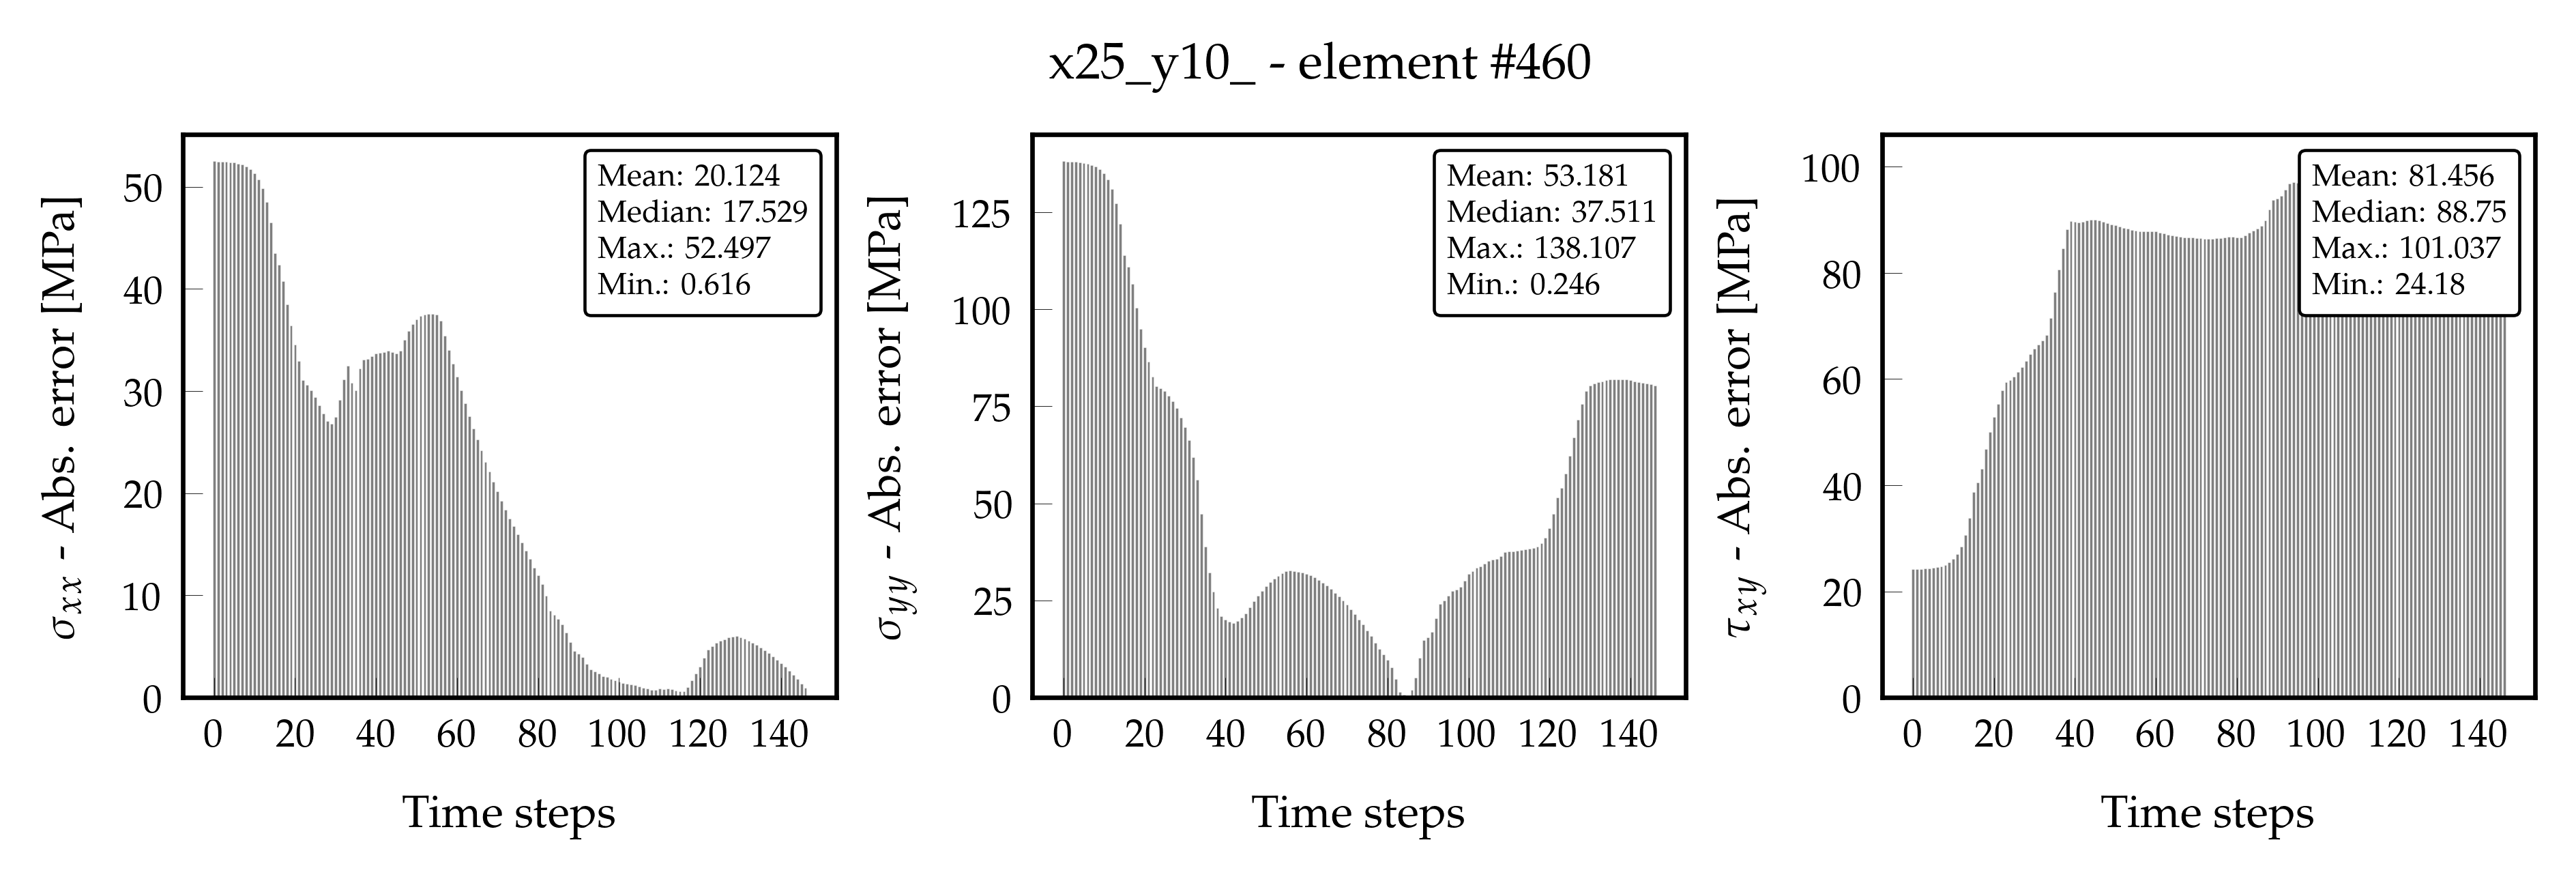 x25_y10_ - element #460
σxx - Abs. error [MPa]
50
40
30
20
10
0
Mean: 20.124
Median: 17.529
Max.: 52.497
Min.: 0.616
0 20 40 60 80 100 120 140
Time steps
σyy - Abs. error [MPa]
125
100
75
50
25
0
Mean: 53.181
Median: 37.511
Max.: 138.107
Min.: 0.246
0 20 40 60 80 100 120 140
Time steps
τxy - Abs. error [MPa]
100
80
60
40
20
0
Mean: 81.456
Median: 88.75
Max.: 101.037
Min.: 24.18
0 20 40 60 80 100 120 140
Time steps